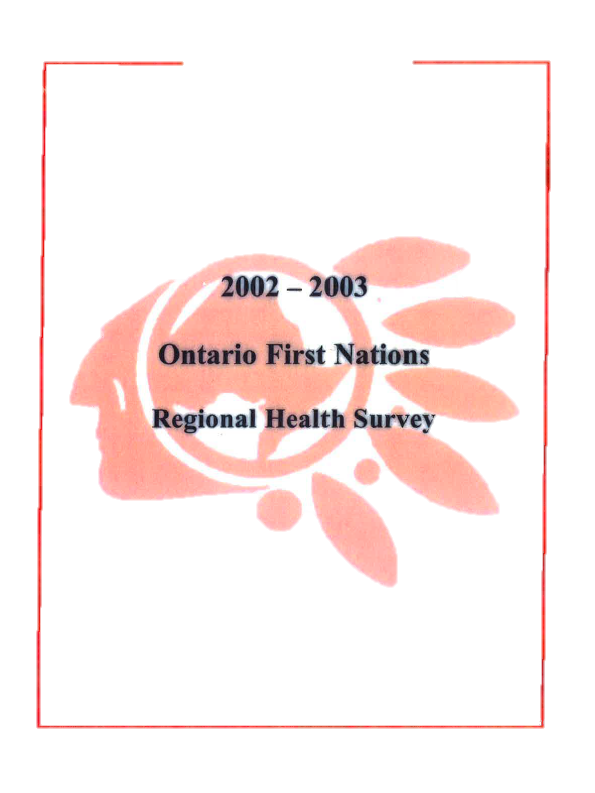 2002 – 2003
Ontario First Nations
Regional Health Survey